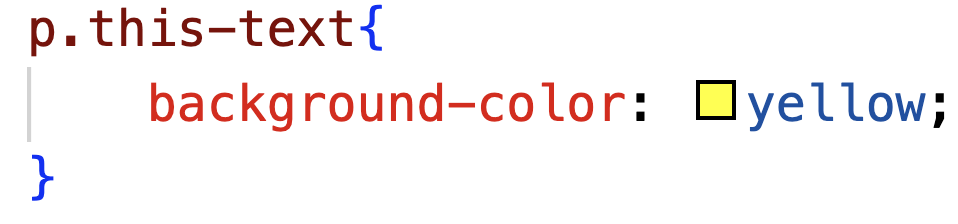 p.this-text{
background-color: yellow;
}